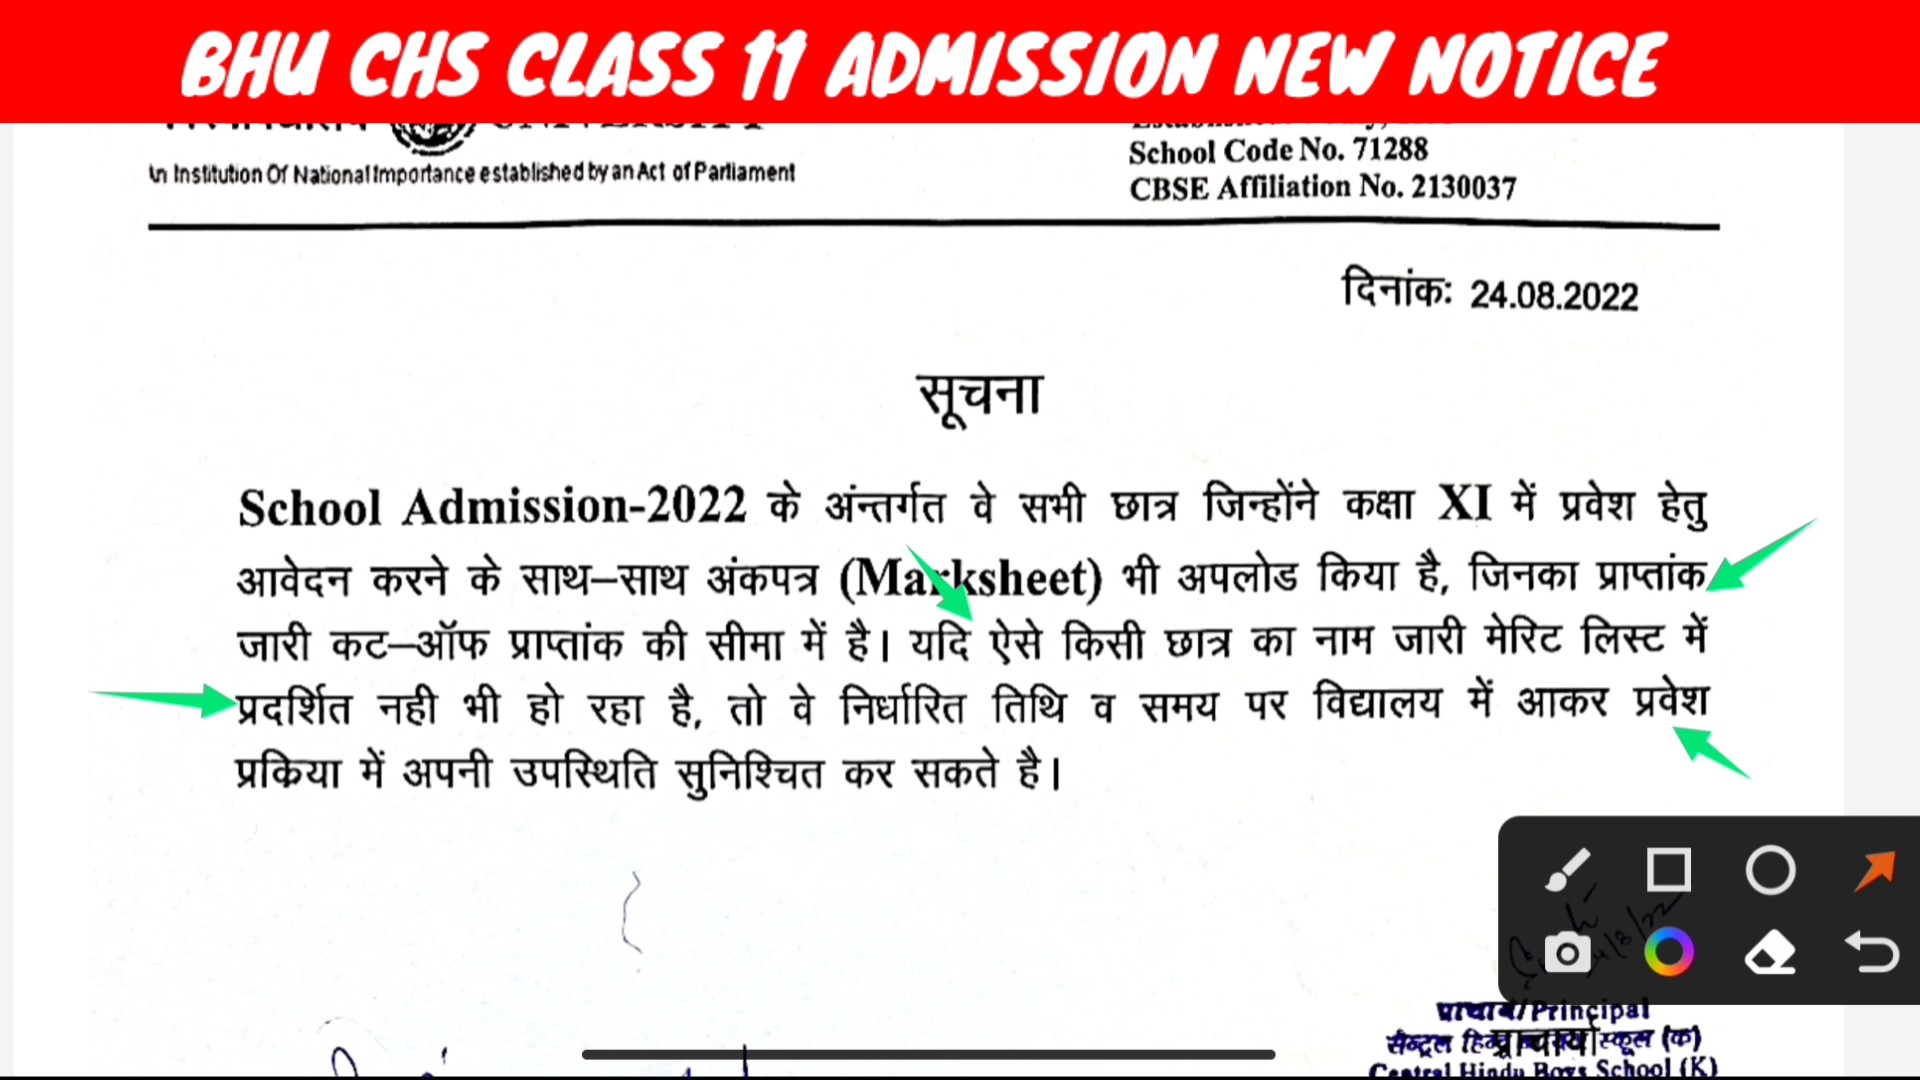 BHU CHS CLASS 11 ADMISSION NEW NOTICE
An Institution Of National Importance established by an Act of Parliament
School Code No. 71288
CBSE Affiliation No. 2130037
दिनांकः 24.08.2022
सूचना
School Admission-2022 के अंन्तर्गत वे सभी छात्र जिन्होंने कक्षा XI में प्रवेश हेतु
आवेदन करने के साथ–साथ अंकपत्र (Marksheet) भी अपलोड किया है, जिनका प्राप्तांक
जारी कट–ऑफ प्राप्तांक की सीमा में है। यदि ऐसे किसी छात्र का नाम जारी मेरिट लिस्ट में
प्रदर्शित नही भी हो रहा है, तो वे निर्धारित तिथि व समय पर विद्यालय में आकर प्रवेश
प्रक्रिया में अपनी उपस्थिति सुनिश्चित कर सकते है।
प्राचार्य/Principal
सेन्ट्रल प्राचार्या स्कूल (क)
Central Hindu Boys School (K)